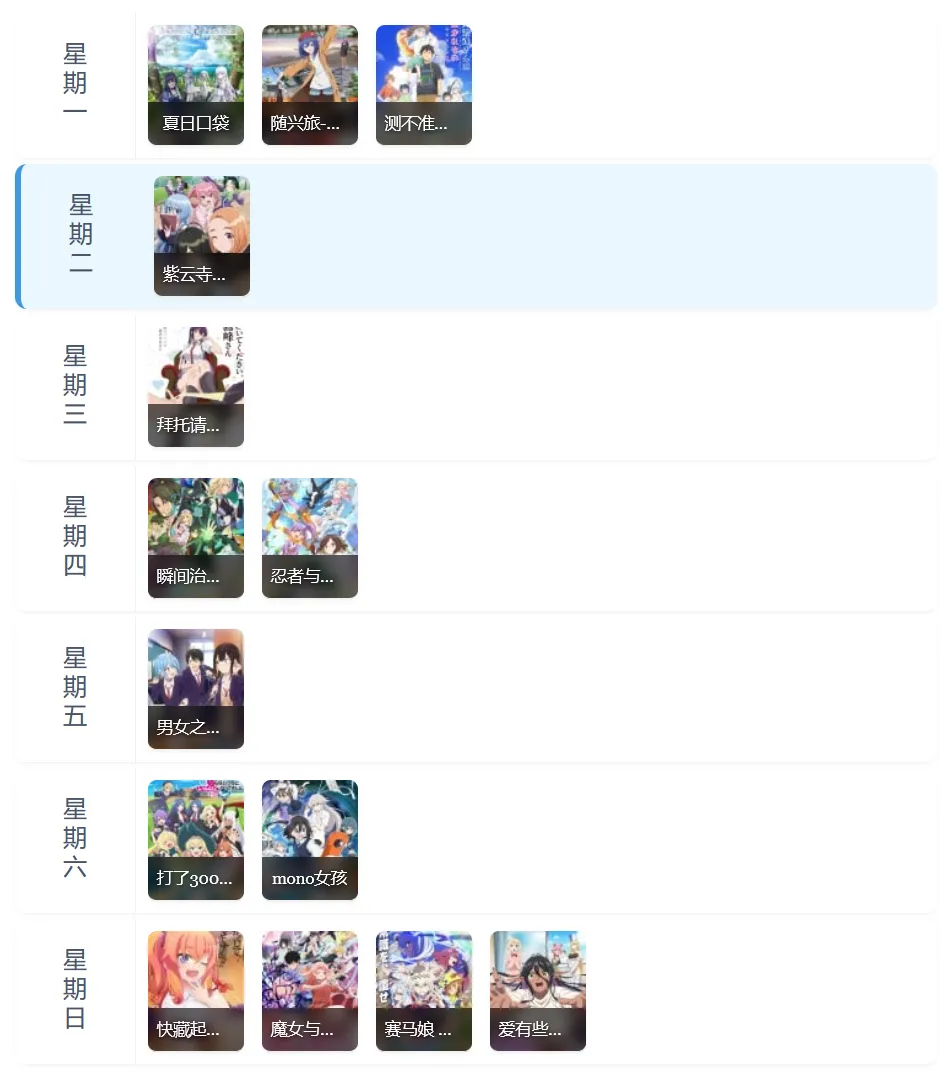 星期一
夏日口袋
随兴旅-...
测不准...
星期二
紫云寺...
星期三
拜托请...
星期四
瞬间治...
忍者与...
星期五
男女之...
星期六
打了300...
mono女孩
星期日
快藏起...
魔女与...
赛马娘 ...
爱有些...